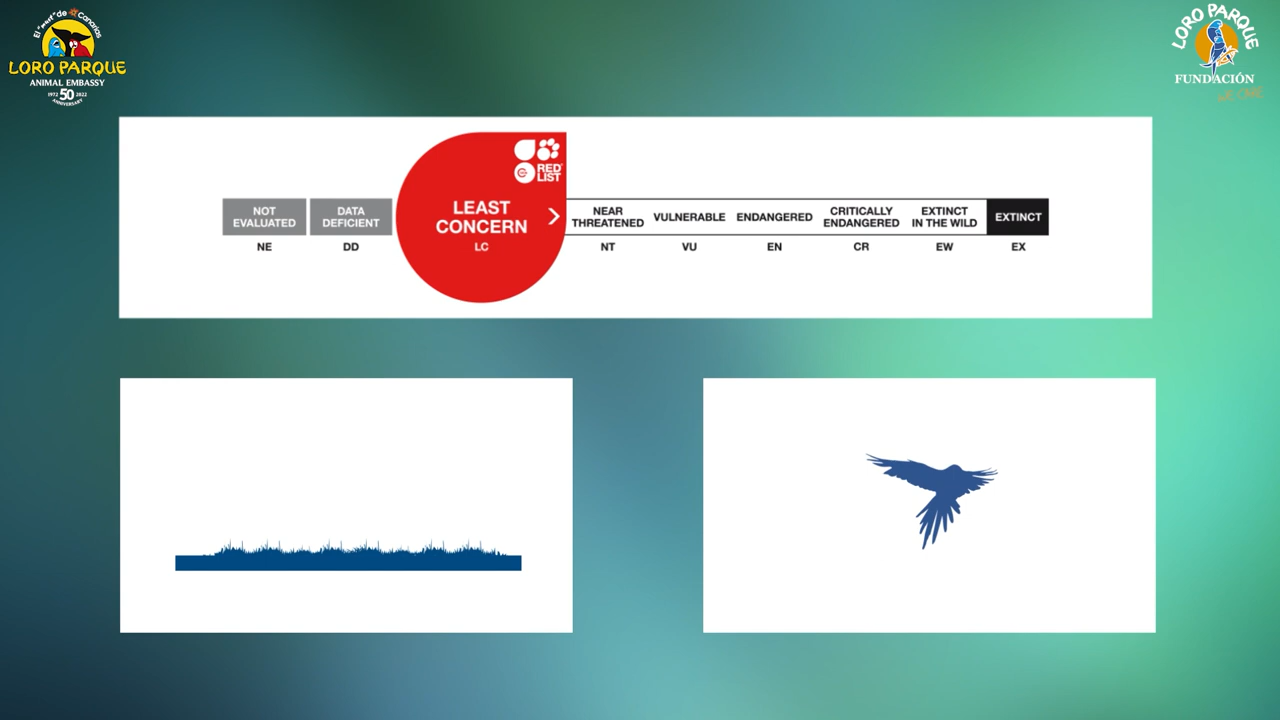 El "must" de Canarias
LORO PARQUE
ANIMAL EMBASSY
1972 50 2022
ANNIVERSARY
LORO PARQUE
FUNDACIÓN
RED
LIST
NOT
EVALUATED
NE
DATA
DEFICIENT
DD
LEAST
CONCERN
LC
NEAR
THREATENED
NT
VULNERABLE
VU
ENDANGERED
EN
CRITICALLY
ENDANGERED
CR
EXTINCT
IN THE WILD
EW
EXTINCT
EX